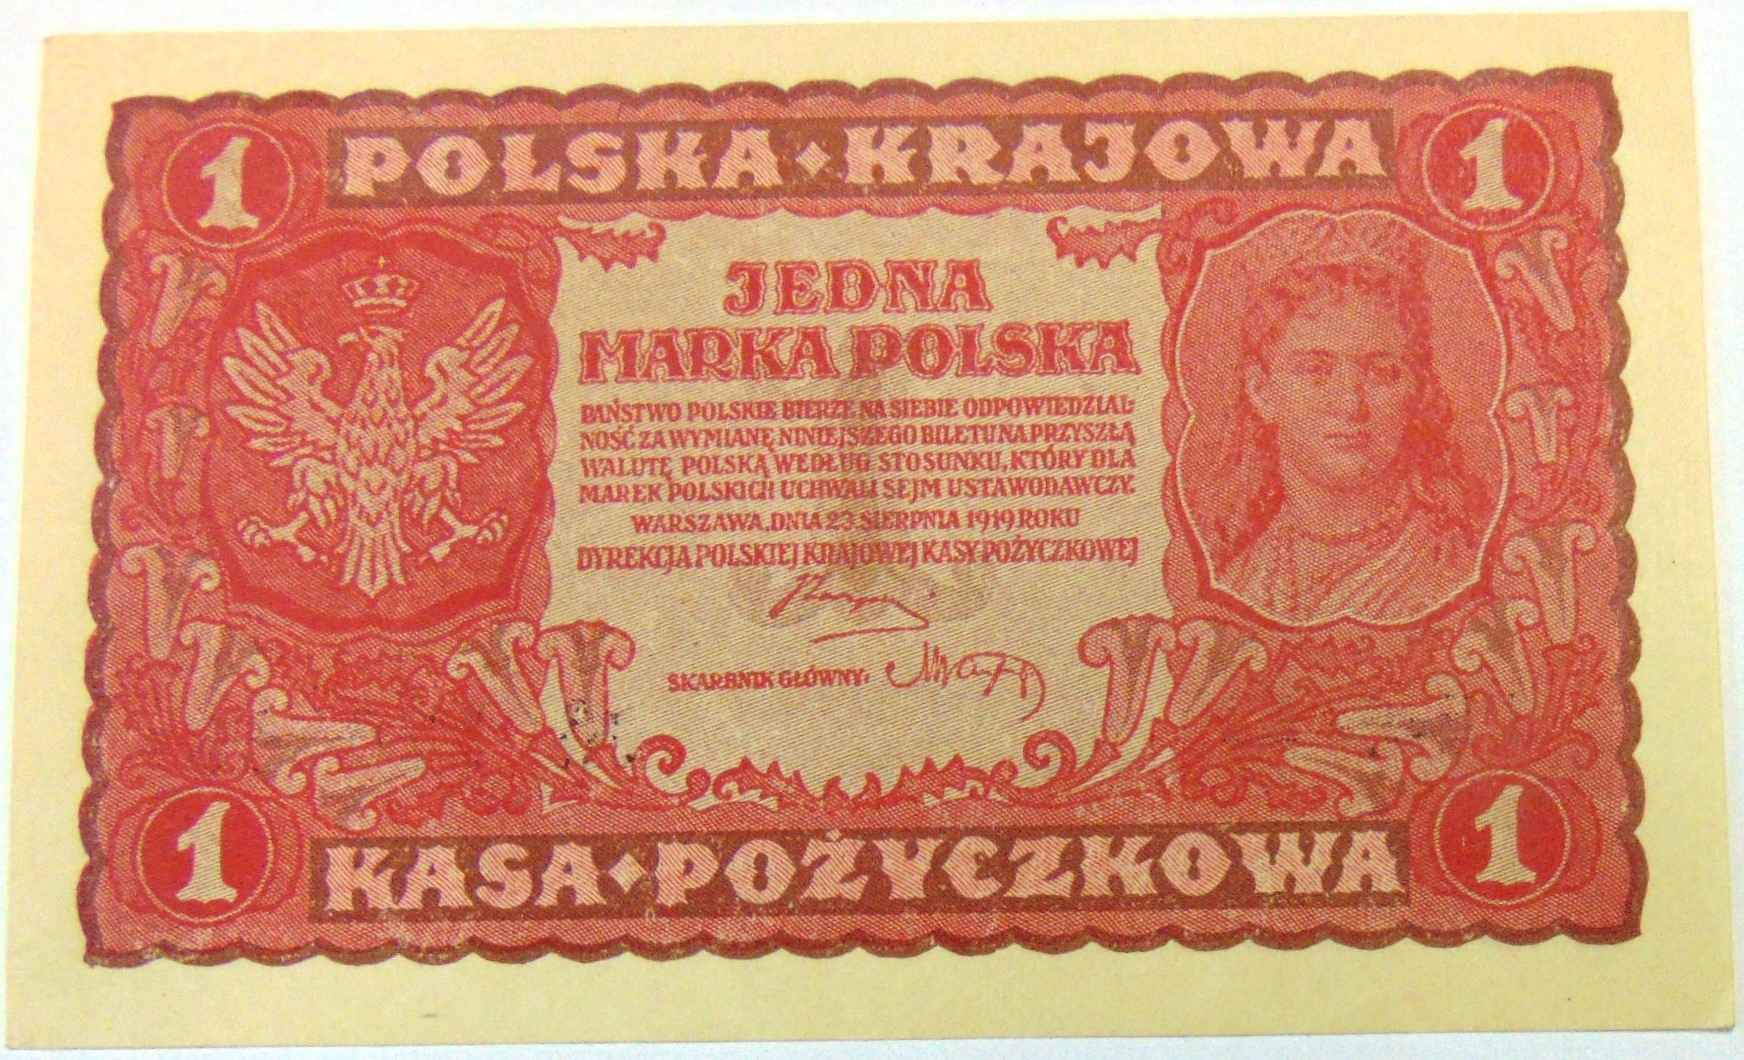 1 POLSKA·KRAJOWA 1
JEDNA
MARKA POLSKA
PAŃSTWO POLSKIE BIERZE NA SIEBIE ODPOWIEDZIAL-
NOŚĆ ZA WYMIANĘ NINIEJSZEGO BILETU NA PRZYSZŁĄ
WALUTĘ POLSKĄ WEDŁUG STOSUNKU, KTÓRY DLA
MAREK POLSKICH UCHWALI SEJM USTAWODAWCZY.
WARSZAWA, DNIA 23 SIERPNIA 1919 ROKU
DYREKCJA POLSKIEJ KRAJOWEJ KASY POŻYCZKOWEJ
SKARBNIK GŁÓWNY:
1 KASA·POŻYCZKOWA 1